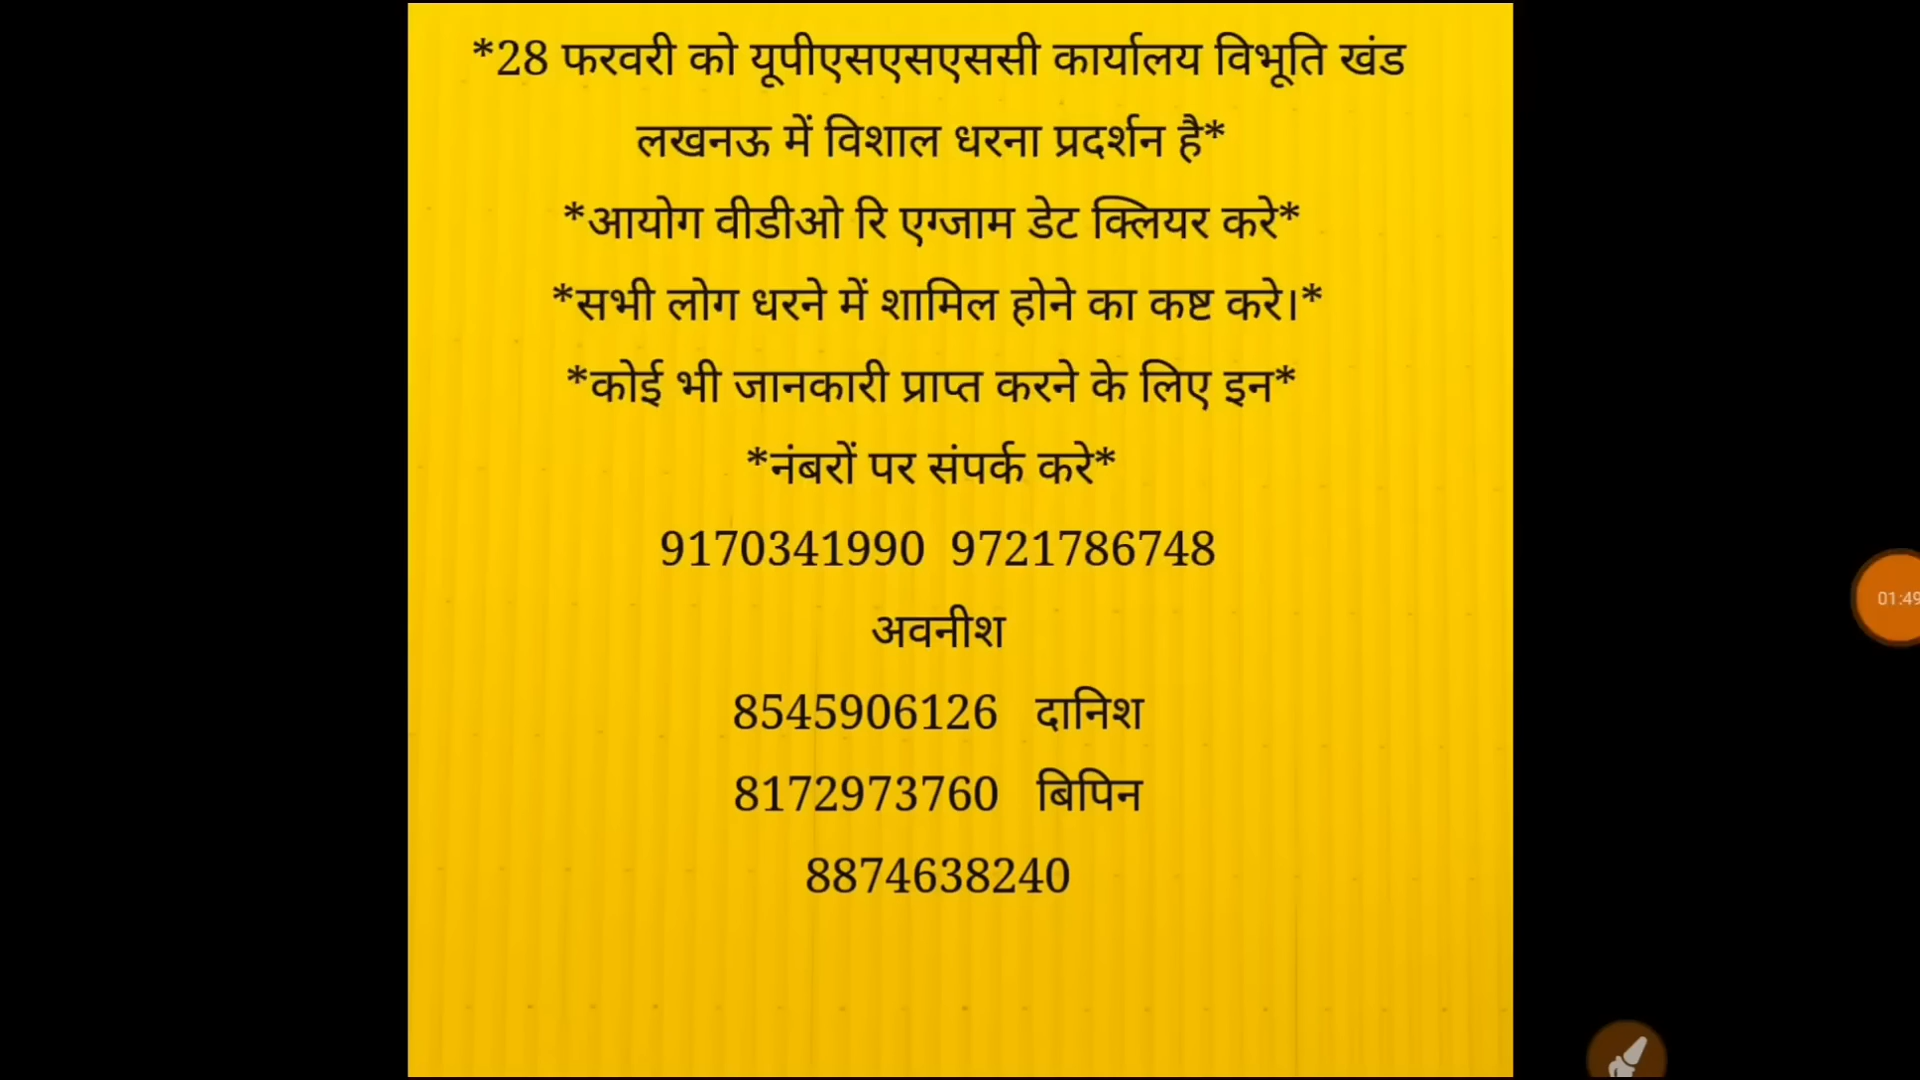 *28 फरवरी को यूपीएसएसएससी कार्यालय विभूति खंड
लखनऊ में विशाल धरना प्रदर्शन है*
*आयोग वीडीओ रि एग्जाम डेट क्लियर करे*
*सभी लोग धरने में शामिल होने का कष्ट करे।*
*कोई भी जानकारी प्राप्त करने के लिए इन*
*नंबरों पर संपर्क करे*
9170341990 9721786748
अवनीश
8545906126 दानिश
8172973760 बिपिन
8874638240
01:49